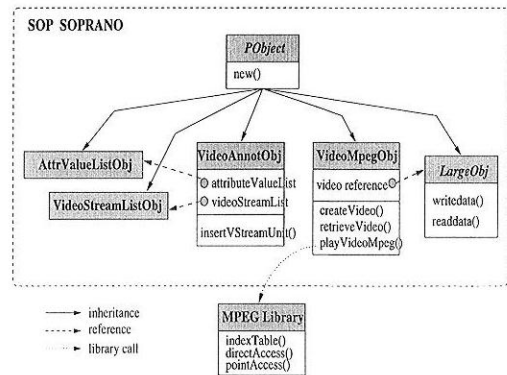 SOP SOPRANO
PObject
new()
AttrValueListObj
VideoStreamListObj
VideoAnnotObj
attributeValueList
videoStreamList
insertVStreamUnit()
VideoMpegObj
video reference
createVideo()
retrieveVideo()
playVideoMpeg()
LargeObj
writedata()
readdata()
inheritance
reference
library call
MPEG Library
indexTable()
directAccess()
pointAccess()